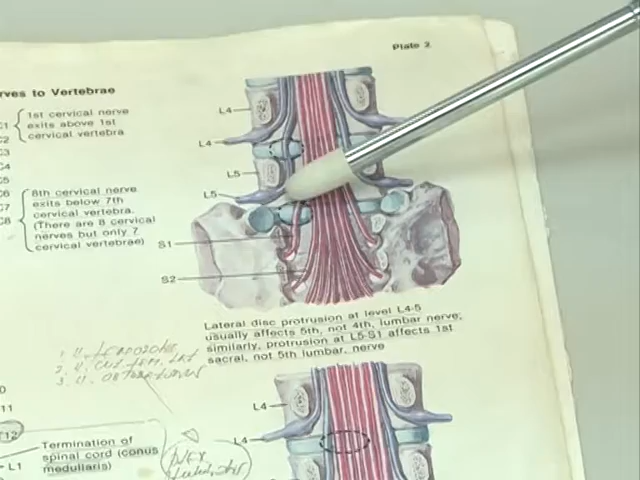 Plate 2
rves to Vertebrae
C1 1st cervical nerve
exits above 1st
C2 cervical vertebra
C3
C4
C5
C6 8th cervical nerve
C7 exits below 7th
cervical vertebra.
C8 (There are 8 cervical
nerves but only 7
cervical vertebrae)
L4
L4
L5
L5
S1
S2
Lateral disc protrusion at level L4-5
usually affects 5th, not 4th, lumbar nerve;
similarly, protrusion at L5-S1 affects 1st
sacral, not 5th lumbar, nerve
1
2.
3.
11
T12
Termination of
spinal cord (conus
medullaris)
L1
L4
L4